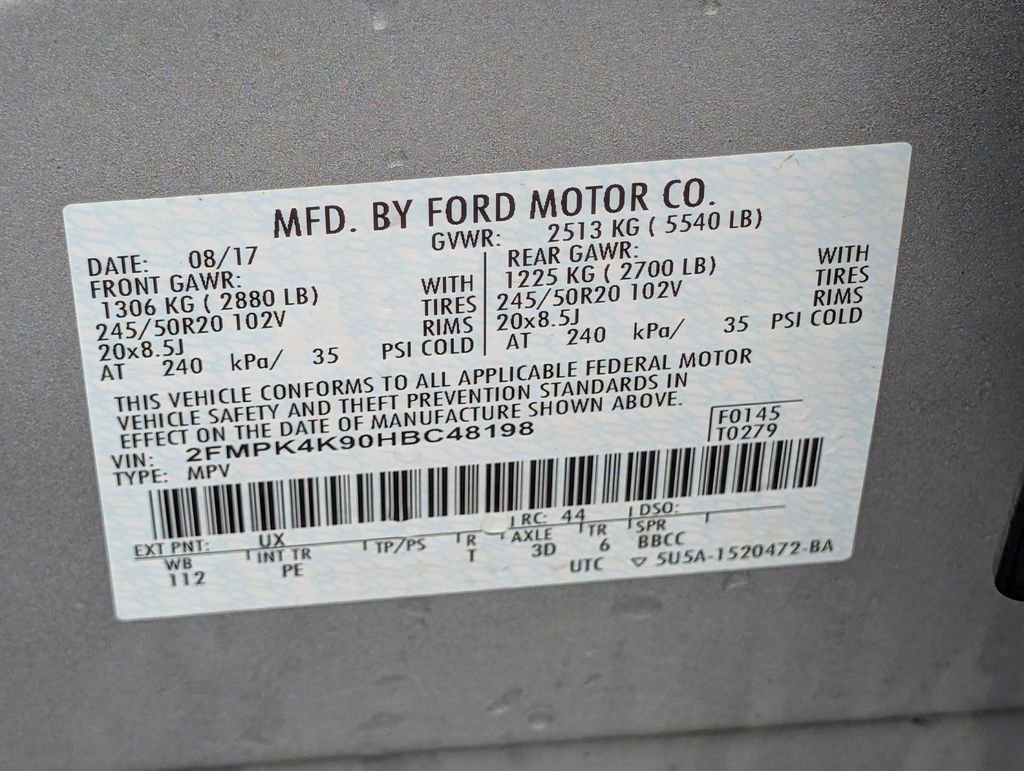 MFD. BY FORD MOTOR CO.
DATE: 08/17 GVWR: 2513 KG ( 5540 LB)
FRONT GAWR: WITH
1306 KG ( 2880 LB) TIRES
245/50R20 102V RIMS
20x8.5J
AT 240 kPa/ 35 PSI COLD
REAR GAWR: WITH
1225 KG ( 2700 LB) TIRES
245/50R20 102V RIMS
20x8.5J
AT 240 kPa/ 35 PSI COLD
THIS VEHICLE CONFORMS TO ALL APPLICABLE FEDERAL MOTOR
VEHICLE SAFETY AND THEFT PREVENTION STANDARDS IN
EFFECT ON THE DATE OF MANUFACTURE SHOWN ABOVE.
VIN: 2FMPK4K90HBC48198
TYPE: MPV
F0145
T0279
EXT PNT: UX RC: 44 DSO:
WB INT TR TP/PS R AXLE TR SPR
112 PE T 3D 6 BBCC
UTC ▽ 5U5A-1520472-BA